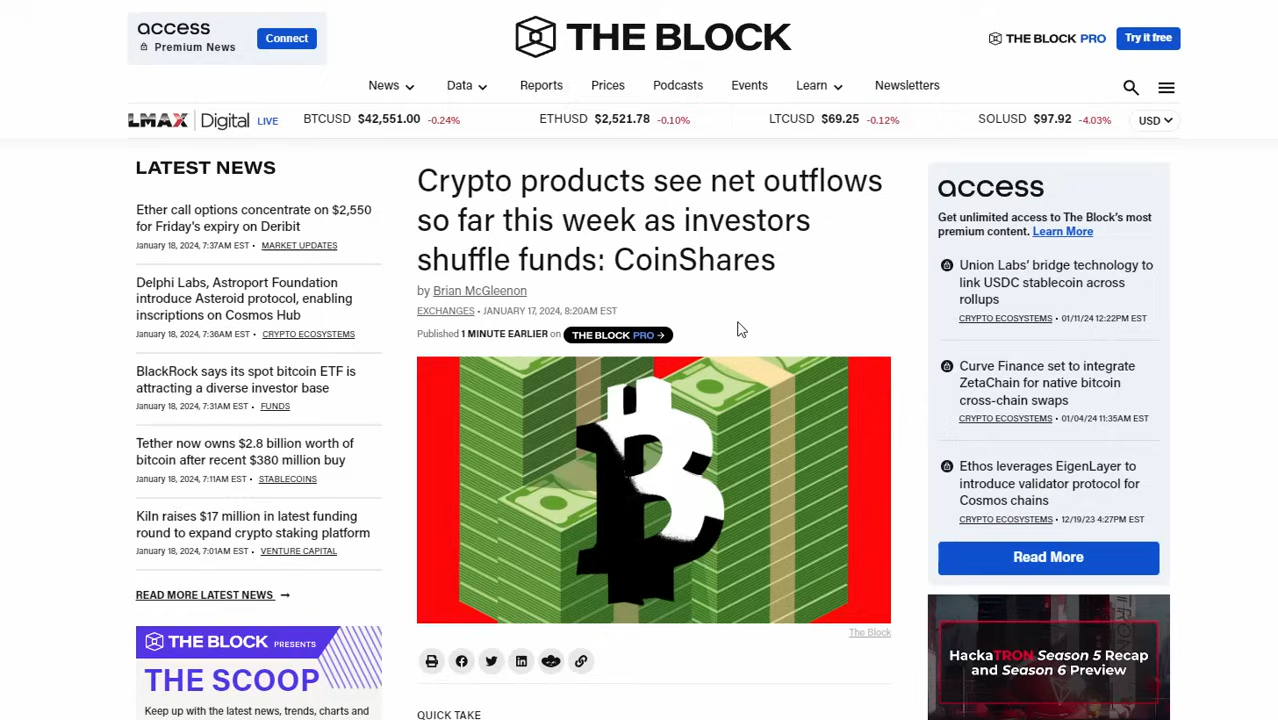 access
Premium News
Connect
THE BLOCK
THE BLOCK PRO
Try it free
News
Data
Reports
Prices
Podcasts
Events
Learn
Newsletters
LMAX Digital LIVE
BTCUSD $42,551.00 -0.24%
ETHUSD $2,521.78 -0.10%
LTCUSD $69.25 -0.12%
SOLUSD $97.92 -4.03%
USD
LATEST NEWS
Ether call options concentrate on $2,550
for Friday's expiry on Deribit
January 18, 2024, 7:37AM EST • MARKET UPDATES
Delphi Labs, Astroport Foundation
introduce Asteroid protocol, enabling
inscriptions on Cosmos Hub
January 18, 2024, 7:36AM EST • CRYPTO ECOSYSTEMS
BlackRock says its spot bitcoin ETF is
attracting a diverse investor base
January 18, 2024, 7:31AM EST • FUNDS
Tether now owns $2.8 billion worth of
bitcoin after recent $380 million buy
January 18, 2024, 7:11AM EST • STABLECOINS
Kiln raises $17 million in latest funding
round to expand crypto staking platform
January 18, 2024, 7:01AM EST • VENTURE CAPITAL
READ MORE LATEST NEWS →
THE BLOCK PRESENTS
THE SCOOP
Keep up with the latest news, trends, charts and
Crypto products see net outflows
so far this week as investors
shuffle funds: CoinShares
by Brian McGleenon
EXCHANGES • JANUARY 17, 2024, 8:20AM EST
Published 1 MINUTE EARLIER on THE BLOCK PRO →
The Block
QUICK TAKE
access
Get unlimited access to The Block's most
premium content. Learn More
Union Labs' bridge technology to
link USDC stablecoin across
rollups
CRYPTO ECOSYSTEMS • 01/11/24 12:22PM EST
Curve Finance set to integrate
ZetaChain for native bitcoin
cross-chain swaps
CRYPTO ECOSYSTEMS • 01/04/24 11:35AM EST
Ethos leverages EigenLayer to
introduce validator protocol for
Cosmos chains
CRYPTO ECOSYSTEMS • 12/19/23 4:27PM EST
Read More
HackaTRON Season 5 Recap
and Season 6 Preview